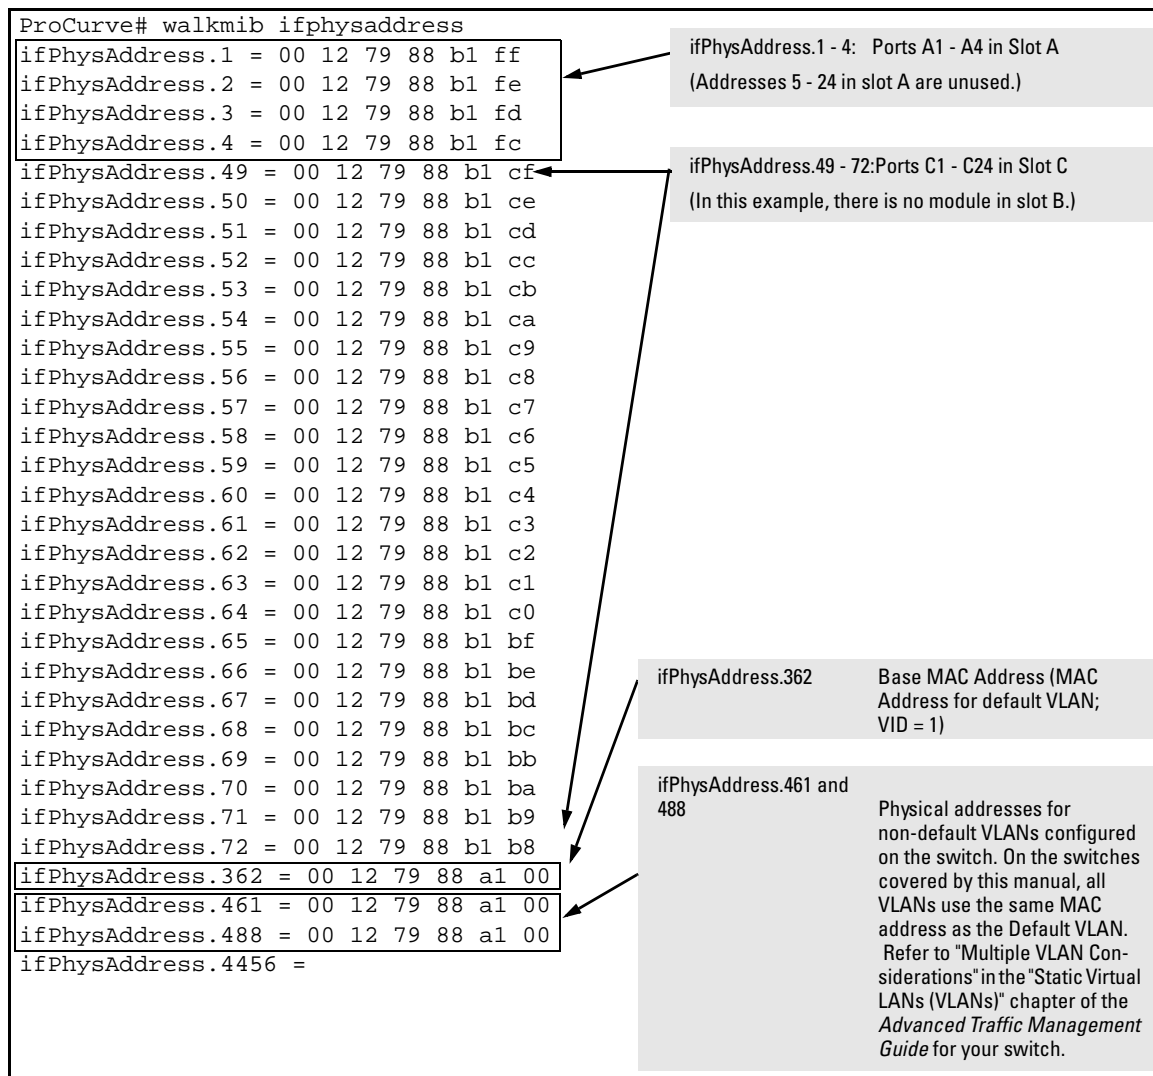 ProCurve# walkmib ifphysaddress
ifPhysAddress.1 = 00 12 79 88 b1 ff
ifPhysAddress.2 = 00 12 79 88 b1 fe
ifPhysAddress.3 = 00 12 79 88 b1 fd
ifPhysAddress.4 = 00 12 79 88 b1 fc
ifPhysAddress.49 = 00 12 79 88 b1 cf
ifPhysAddress.50 = 00 12 79 88 b1 ce
ifPhysAddress.51 = 00 12 79 88 b1 cd
ifPhysAddress.52 = 00 12 79 88 b1 cc
ifPhysAddress.53 = 00 12 79 88 b1 cb
ifPhysAddress.54 = 00 12 79 88 b1 ca
ifPhysAddress.55 = 00 12 79 88 b1 c9
ifPhysAddress.56 = 00 12 79 88 b1 c8
ifPhysAddress.57 = 00 12 79 88 b1 c7
ifPhysAddress.58 = 00 12 79 88 b1 c6
ifPhysAddress.59 = 00 12 79 88 b1 c5
ifPhysAddress.60 = 00 12 79 88 b1 c4
ifPhysAddress.61 = 00 12 79 88 b1 c3
ifPhysAddress.62 = 00 12 79 88 b1 c2
ifPhysAddress.63 = 00 12 79 88 b1 c1
ifPhysAddress.64 = 00 12 79 88 b1 c0
ifPhysAddress.65 = 00 12 79 88 b1 bf
ifPhysAddress.66 = 00 12 79 88 b1 be
ifPhysAddress.67 = 00 12 79 88 b1 bd
ifPhysAddress.68 = 00 12 79 88 b1 bc
ifPhysAddress.69 = 00 12 79 88 b1 bb
ifPhysAddress.70 = 00 12 79 88 b1 ba
ifPhysAddress.71 = 00 12 79 88 b1 b9
ifPhysAddress.72 = 00 12 79 88 b1 b8
ifPhysAddress.362 = 00 12 79 88 a1 00
ifPhysAddress.461 = 00 12 79 88 a1 00
ifPhysAddress.488 = 00 12 79 88 a1 00
ifPhysAddress.4456 =
ifPhysAddress.1 - 4: Ports A1 - A4 in Slot A
(Addresses 5 - 24 in slot A are unused.)
ifPhysAddress.49 - 72:Ports C1 - C24 in Slot C
(In this example, there is no module in slot B.)
ifPhysAddress.362
Base MAC Address (MAC
Address for default VLAN;
VID = 1)
ifPhysAddress.461 and
488
Physical addresses for
non-default VLANs configured
on the switch. On the switches
covered by this manual, all
VLANs use the same MAC
address as the Default VLAN.
Refer to "Multiple VLAN Con-
siderations" in the "Static Virtual
LANs (VLANs)" chapter of the
Advanced Traffic Management
Guide for your switch.